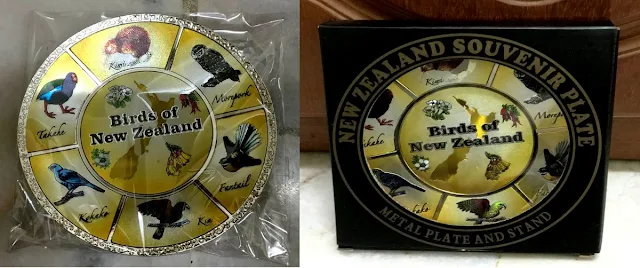 Kiwi
Morepork
Takahe
Birds of
New Zealand
Fantail
Kokako
Kea
NEW ZEALAND SOUVENIR PLATE
Birds of
New Zealand
METAL PLATE AND STAND